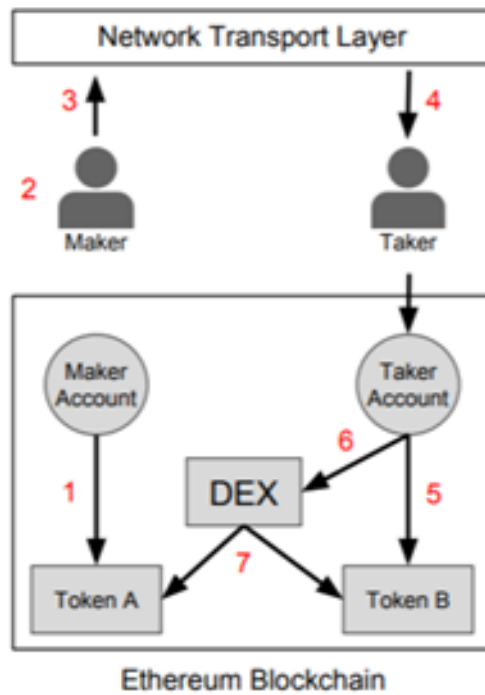 Network Transport Layer
3
4
2
Maker
Taker
Maker
Account
Taker
Account
6
1
DEX
5
7
Token A
Token B
Ethereum Blockchain